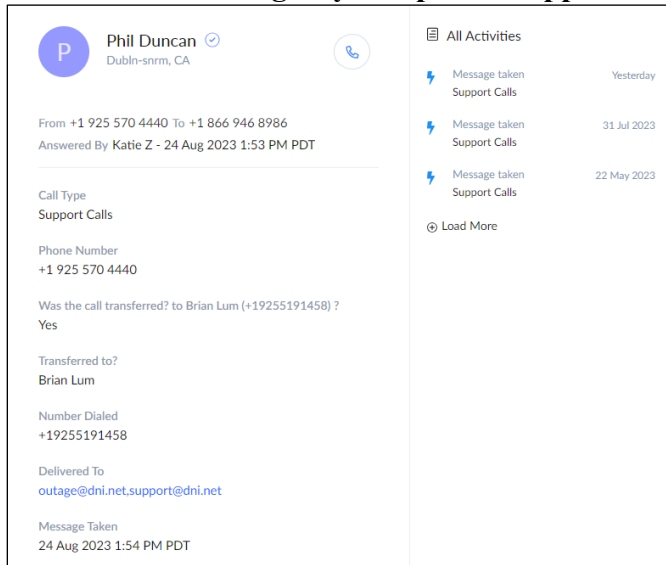 P
Phil Duncan
Dubln-snrm, CA
From +1 925 570 4440 To +1 866 946 8986
Answered By Katie Z - 24 Aug 2023 1:53 PM PDT
Call Type
Support Calls
Phone Number
+1 925 570 4440
Was the call transferred? to Brian Lum (+19255191458) ?
Yes
Transferred to?
Brian Lum
Number Dialed
+19255191458
Delivered To
outage@dni.net,support@dni.net
Message Taken
24 Aug 2023 1:54 PM PDT
All Activities
Message taken Yesterday
Support Calls
Message taken 31 Jul 2023
Support Calls
Message taken 22 May 2023
Support Calls
Load More